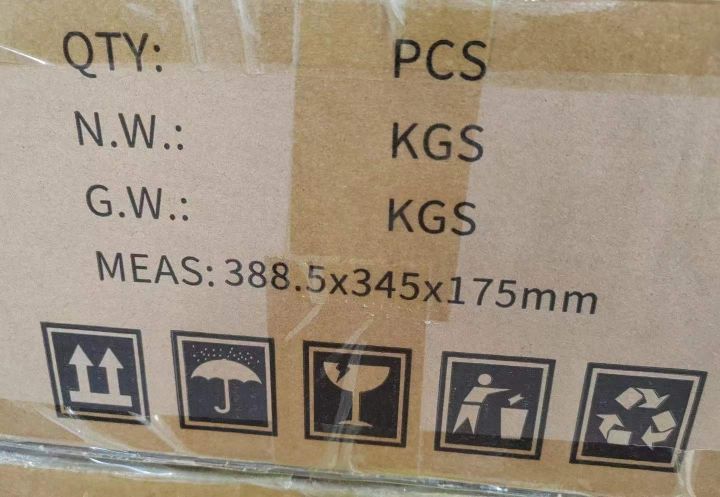 QTY: PCS
N.W.: KGS
G.W.: KGS
MEAS: 388.5x345x175mm